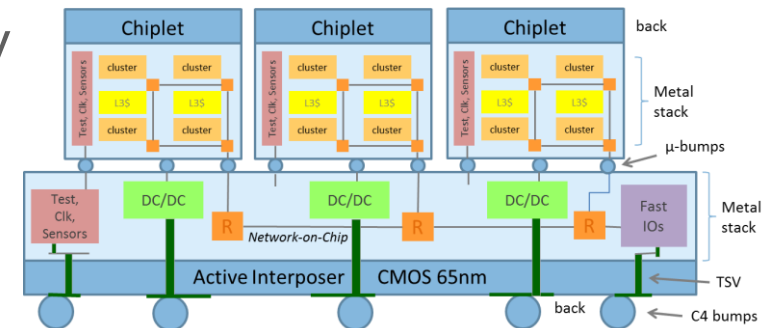 Chiplet
Chiplet
Chiplet
back
Test, Clk, Sensors
cluster
cluster
L3$
L3$
cluster
cluster
Test, Clk, Sensors
cluster
cluster
L3$
L3$
cluster
cluster
Test, Clk, Sensors
cluster
cluster
L3$
L3$
cluster
cluster
Metal
stack
µ-bumps
Test,
Clk,
Sensors
DC/DC
R
Network-on-Chip
DC/DC
R
DC/DC
R
Fast
IOs
Metal
stack
Active Interposer CMOS 65nm
TSV
back
C4 bumps